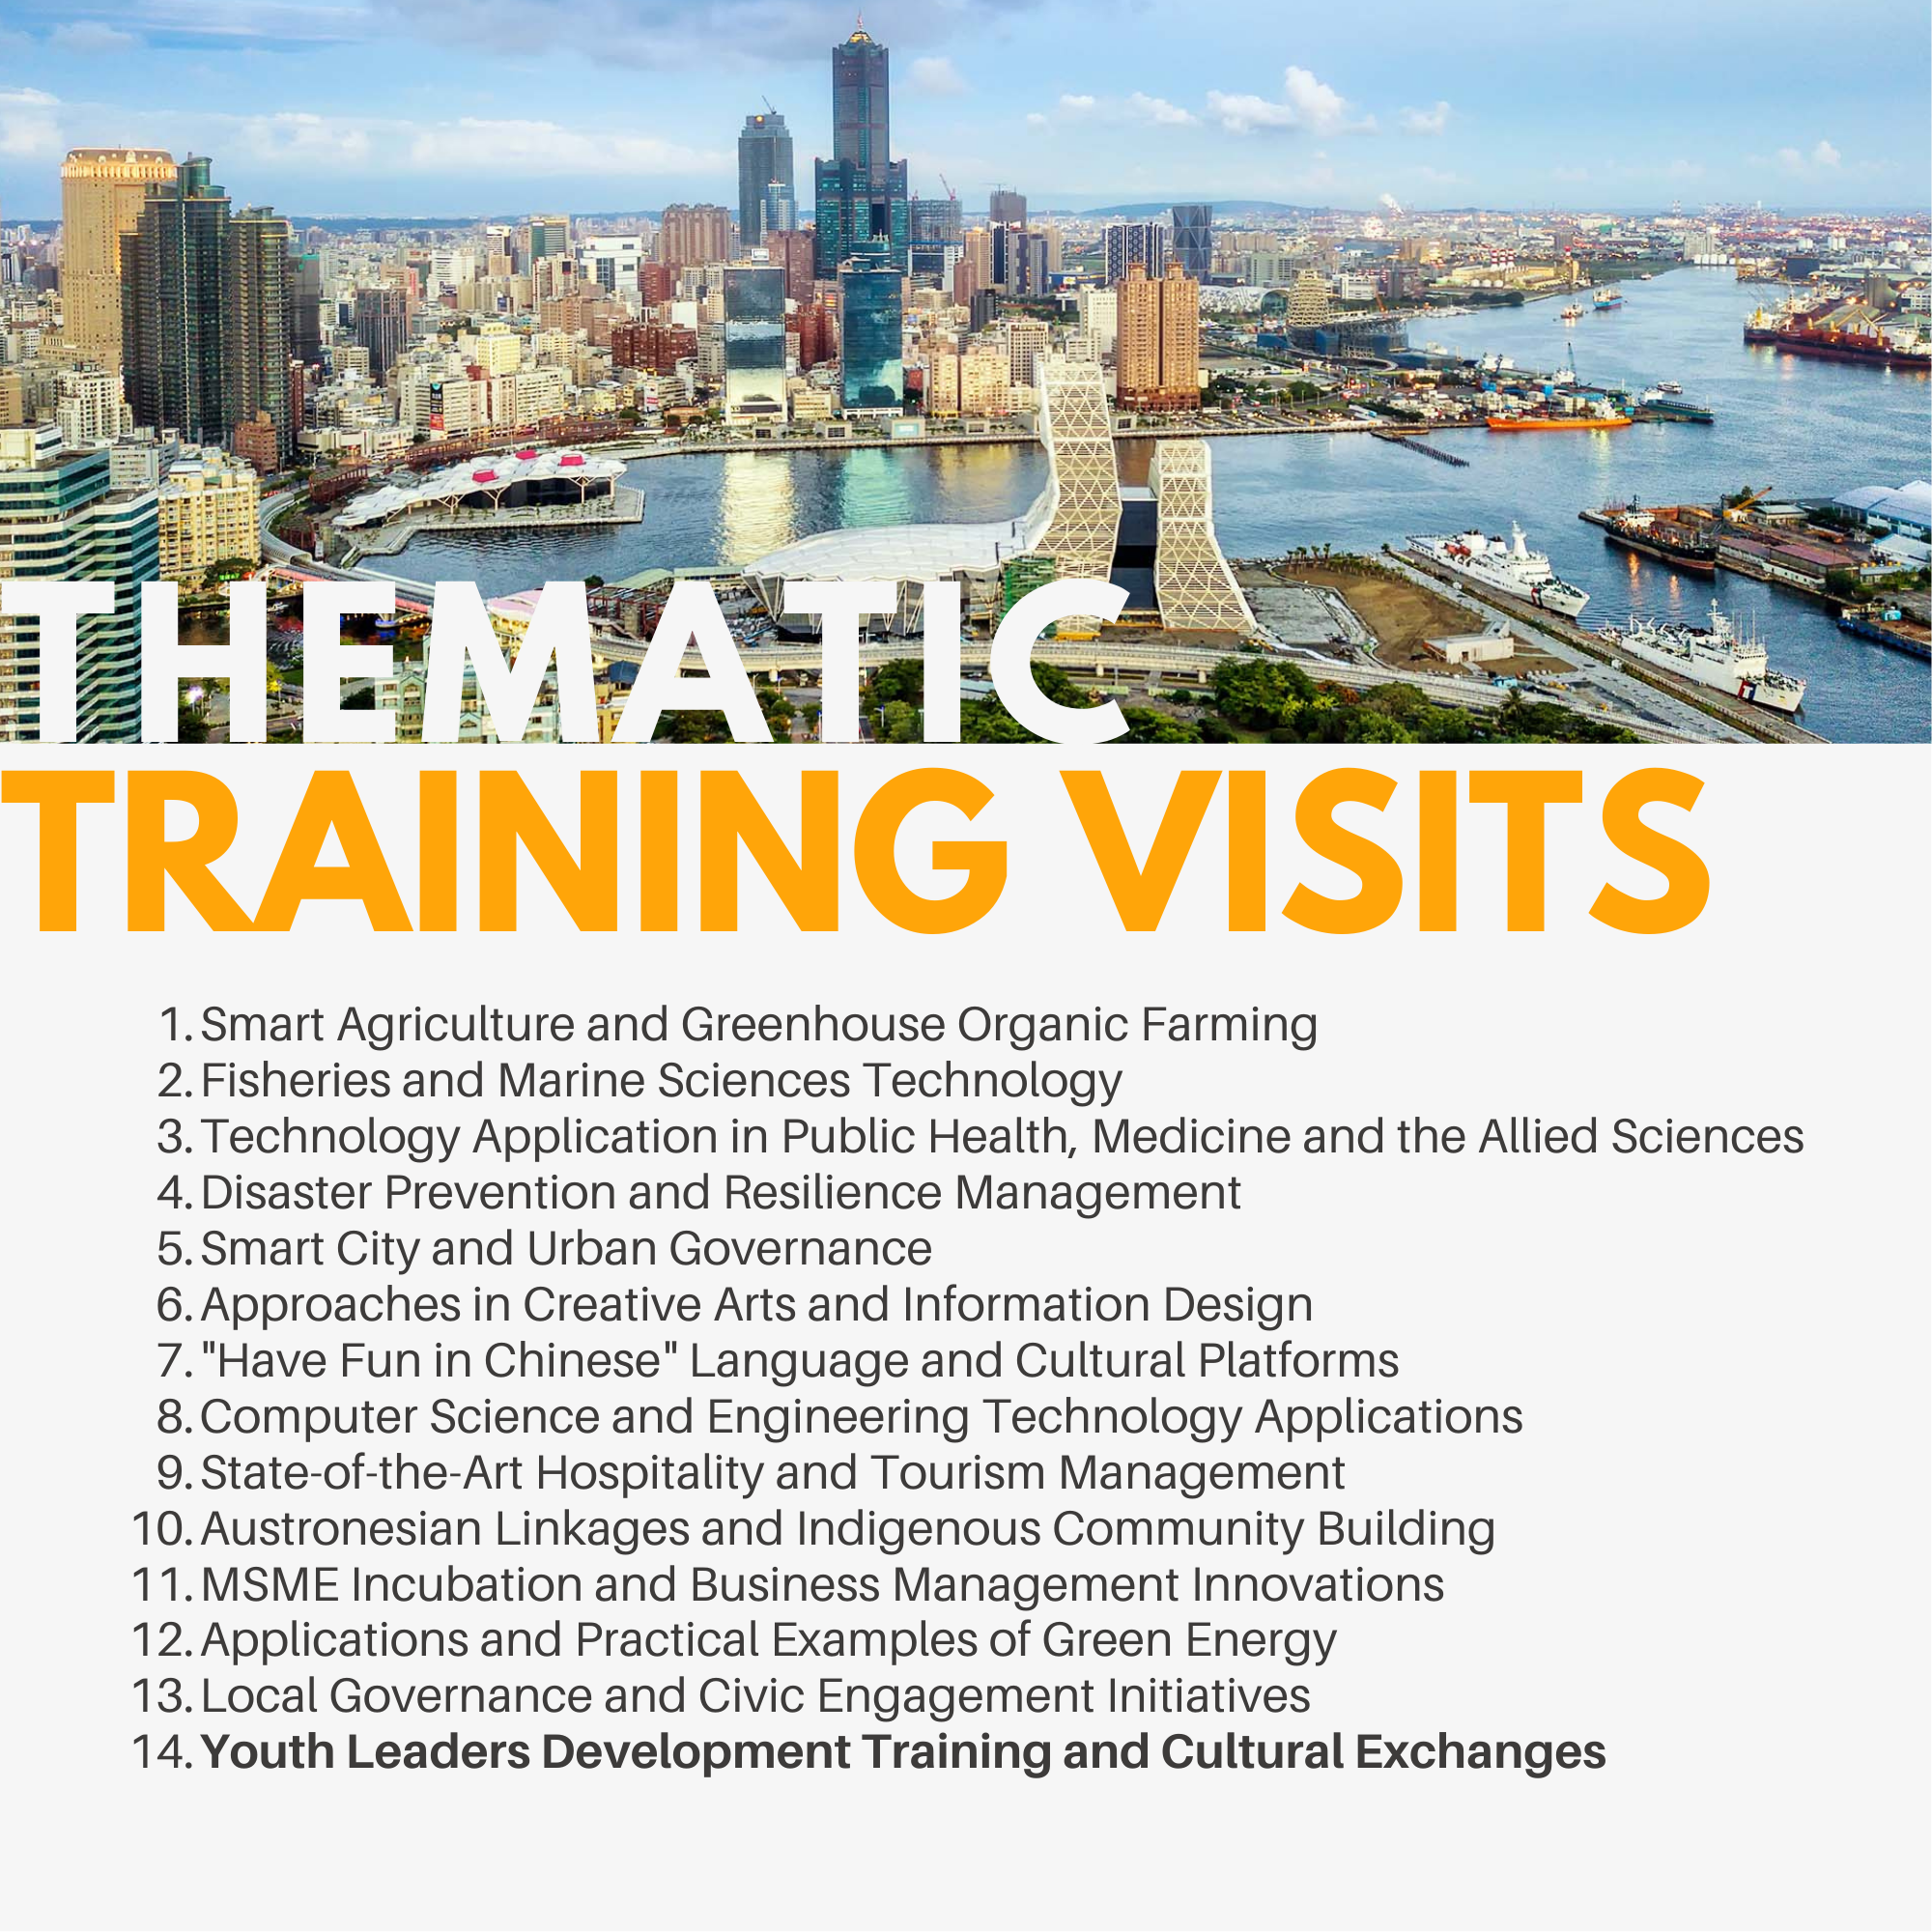 THEMATIC
TRAINING VISITS
1. Smart Agriculture and Greenhouse Organic Farming
2. Fisheries and Marine Sciences Technology
3. Technology Application in Public Health, Medicine and the Allied Sciences
4. Disaster Prevention and Resilience Management
5. Smart City and Urban Governance
6. Approaches in Creative Arts and Information Design
7. "Have Fun in Chinese" Language and Cultural Platforms
8. Computer Science and Engineering Technology Applications
9. State-of-the-Art Hospitality and Tourism Management
10. Austronesian Linkages and Indigenous Community Building
11. MSME Incubation and Business Management Innovations
12. Applications and Practical Examples of Green Energy
13. Local Governance and Civic Engagement Initiatives
14. Youth Leaders Development Training and Cultural Exchanges